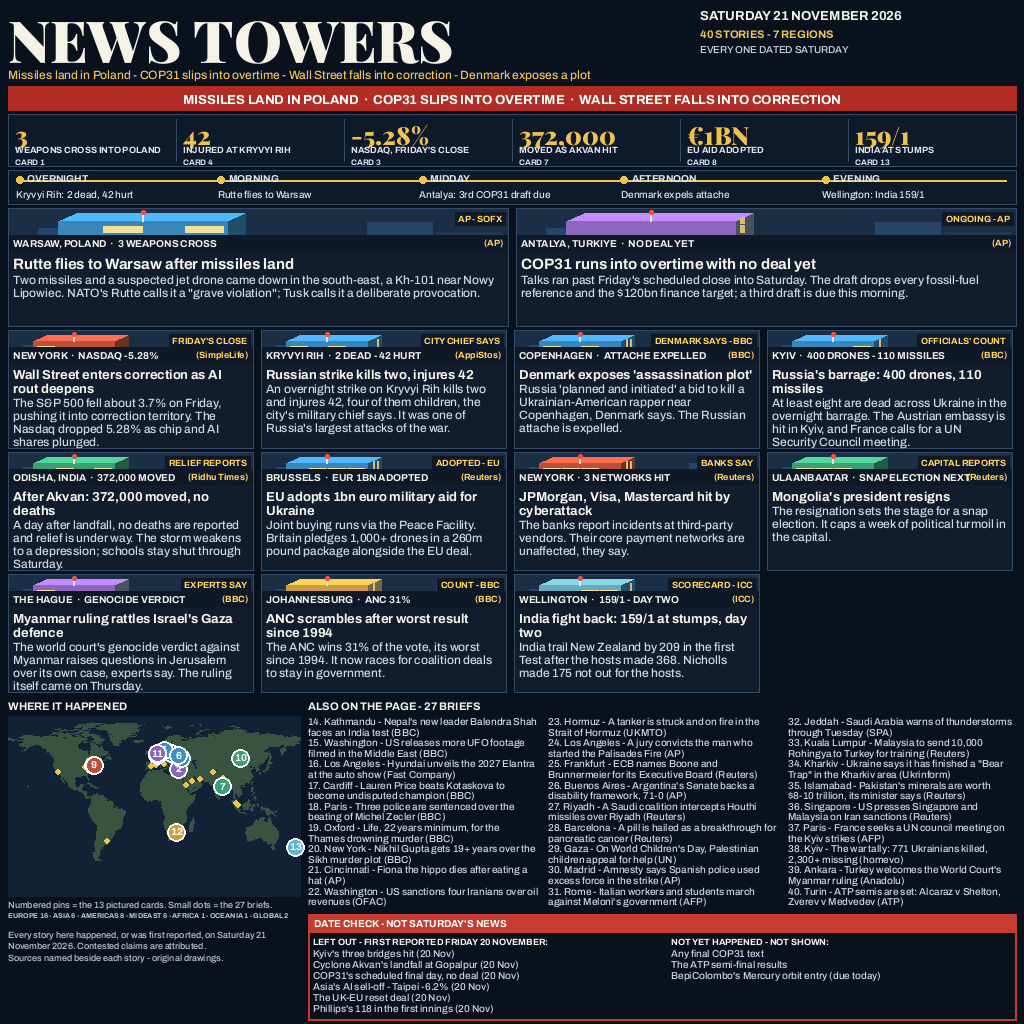 NEWS TOWERS
SATURDAY 21 NOVEMBER 2026
40 STORIES - 7 REGIONS
EVERY ONE DATED SATURDAY
Missiles land in Poland - COP31 slips into overtime - Wall Street falls into correction - Denmark exposes a plot
MISSILES LAND IN POLAND · COP31 SLIPS INTO OVERTIME · WALL STREET FALLS INTO CORRECTION
3
WEAPONS CROSS INTO POLAND
CARD 1
42
INJURED AT KRYVYI RIH
CARD 4
-5.28%
NASDAQ, FRIDAY'S CLOSE
CARD 3
372,000
MOVED AS AKVAN HIT
CARD 7
€1BN
EU AID ADOPTED
CARD 8
159/1
INDIA AT STUMPS
CARD 13
OVERNIGHT
Kryvyi Rih: 2 dead, 42 hurt
MORNING
Rutte flies to Warsaw
MIDDAY
Antalya: 3rd COP31 draft due
AFTERNOON
Denmark expels attache
EVENING
Wellington: India 159/1
AP - SOFX
WARSAW, POLAND · 3 WEAPONS CROSS
(AP)
Rutte flies to Warsaw after missiles land
Two missiles and a suspected jet drone came down in the south-east, a Kh-101 near Nowy
Lipowiec. NATO's Rutte calls it a "grave violation"; Tusk calls it a deliberate provocation.
ONGOING - AP
ANTALYA, TURKIYE · NO DEAL YET
(AP)
COP31 runs into overtime with no deal yet
Talks ran past Friday's scheduled close into Saturday. The draft drops every fossil-fuel
reference and the $120bn finance target; a third draft is due this morning.
FRIDAY'S CLOSE
NEW YORK · NASDAQ -5.28%
(SimpleLife)
Wall Street enters correction as AI
rout deepens
The S&P 500 fell about 3.7% on Friday,
pushing it into correction territory. The
Nasdaq dropped 5.28% as chip and AI
shares plunged.
CITY CHIEF SAYS
KRYVYI RIH · 2 DEAD - 42 HURT
(AppiStos)
Russian strike kills two, injures 42
An overnight strike on Kryvyi Rih kills two
and injures 42, four of them children, the
city's military chief says. It was one of
Russia's largest attacks of the war.
DENMARK SAYS - BBC
COPENHAGEN · ATTACHE EXPELLED
(BBC)
Denmark exposes 'assassination plot'
Russia 'planned and initiated' a bid to kill a
Ukrainian-American rapper near
Copenhagen, Denmark says. The Russian
attache is expelled.
OFFICIALS' COUNT
KYIV · 400 DRONES - 110 MISSILES
(BBC)
Russia's barrage: 400 drones, 110
missiles
At least eight are dead across Ukraine in the
overnight barrage. The Austrian embassy is
hit in Kyiv, and France calls for a UN
Security Council meeting.
RELIEF REPORTS
ODISHA, INDIA · 372,000 MOVED
(Ridhu Times)
After Akvan: 372,000 moved, no
deaths
A day after landfall, no deaths are reported
and relief is under way. The storm weakens
to a depression; schools stay shut through
Saturday.
ADOPTED - EU
BRUSSELS · EUR 1BN ADOPTED
(Reuters)
EU adopts 1bn euro military aid for
Ukraine
Joint buying runs via the Peace Facility.
Britain pledges 1,000+ drones in a 260m
pound package alongside the EU deal.
BANKS SAY
NEW YORK · 3 NETWORKS HIT
(Reuters)
JPMorgan, Visa, Mastercard hit by
cyberattack
The banks report incidents at third-party
vendors. Their core payment networks are
unaffected, they say.
CAPITAL REPORTS
ULAANBAATAR · SNAP ELECTION NEXT
(Reuters)
Mongolia's president resigns
The resignation sets the stage for a snap
election. It caps a week of political turmoil in
the capital.
EXPERTS SAY
THE HAGUE · GENOCIDE VERDICT
(BBC)
Myanmar ruling rattles Israel's Gaza
defence
The world court's genocide verdict against
Myanmar raises questions in Jerusalem
over its own case, experts say. The ruling
itself came on Thursday.
COUNT - BBC
JOHANNESBURG · ANC 31%
(BBC)
ANC scrambles after worst result
since 1994
The ANC wins 31% of the vote, its worst
since 1994. It now races for coalition deals
to stay in government.
SCORECARD - ICC
WELLINGTON · 159/1 - DAY TWO
(ICC)
India fight back: 159/1 at stumps, day
two
India trail New Zealand by 209 in the first
Test after the hosts made 368. Nicholls
made 175 not out for the hosts.
WHERE IT HAPPENED
9
11
6
2
10
7
12
13
Numbered pins = the 13 pictured cards. Small dots = the 27 briefs.
EUROPE 16 - ASIA 6 - AMERICAS 8 - MIDEAST 6 - AFRICA 1 - OCEANIA 1 - GLOBAL 2
Every story here happened, or was first reported, on Saturday 21
November 2026. Contested claims are attributed.
Sources named beside each story - original drawings.
ALSO ON THE PAGE - 27 BRIEFS
14. Kathmandu - Nepal's new leader Balendra Shah
faces an India test (BBC)
15. Washington - US releases more UFO footage
filmed in the Middle East (BBC)
16. Los Angeles - Hyundai unveils the 2027 Elantra
at the auto show (Fast Company)
17. Cardiff - Lauren Price beats Kotaskova to
become undisputed champion (BBC)
18. Paris - Three police are sentenced over the
beating of Michel Zecler (BBC)
19. Oxford - Life, 22 years minimum, for the
Thames drowning murder (BBC)
20. New York - Nikhil Gupta gets 19+ years over the
Sikh murder plot (BBC)
21. Cincinnati - Fiona the hippo dies after eating a
hat (AP)
22. Washington - US sanctions four Iranians over oil
revenues (OFAC)
23. Hormuz - A tanker is struck and on fire in the
Strait of Hormuz (UKMTO)
24. Los Angeles - A jury convicts the man who
started the Palisades Fire (AP)
25. Frankfurt - ECB names Boone and
Brunnermeier for its Executive Board (Reuters)
26. Buenos Aires - Argentina's Senate backs a
disability framework, 71-0 (AP)
27. Riyadh - A Saudi coalition intercepts Houthi
missiles over Riyadh (Reuters)
28. Barcelona - A pill is hailed as a breakthrough for
pancreatic cancer (Reuters)
29. Gaza - On World Children's Day, Palestinian
children appeal for help (UN)
30. Madrid - Amnesty says Spanish police used
excess force in the strike (AP)
31. Rome - Italian workers and students march
against Meloni's government (AFP)
32. Jeddah - Saudi Arabia warns of thunderstorms
through Tuesday (SPA)
33. Kuala Lumpur - Malaysia to send 10,000
Rohingya to Turkey for training (Reuters)
34. Kharkiv - Ukraine says it has finished a "Bear
Trap" in the Kharkiv area (Ukrinform)
35. Islamabad - Pakistan's minerals are worth
$8-10 trillion, its minister says (Reuters)
36. Singapore - US presses Singapore and
Malaysia on Iran sanctions (Reuters)
37. Paris - France seeks a UN council meeting on
the Kyiv strikes (AFP)
38. Kyiv - The war tally: 771 Ukrainians killed,
2,300+ missing (homevo)
39. Ankara - Turkey welcomes the World Court's
Myanmar ruling (Anadolu)
40. Turin - ATP semis are set: Alcaraz v Shelton,
Zverev v Medvedev (ATP)
DATE CHECK - NOT SATURDAY'S NEWS
LEFT OUT - FIRST REPORTED FRIDAY 20 NOVEMBER:
Kyiv's three bridges hit (20 Nov)
Cyclone Akvan's landfall at Gopalpur (20 Nov)
COP31's scheduled final day, no deal (20 Nov)
Asia's AI sell-off - Taipei -6.2% (20 Nov)
The UK-EU reset deal (20 Nov)
Phillips's 118 in the first innings (20 Nov)
NOT YET HAPPENED - NOT SHOWN:
Any final COP31 text
The ATP semi-final results
BepiColombo's Mercury orbit entry (due today)